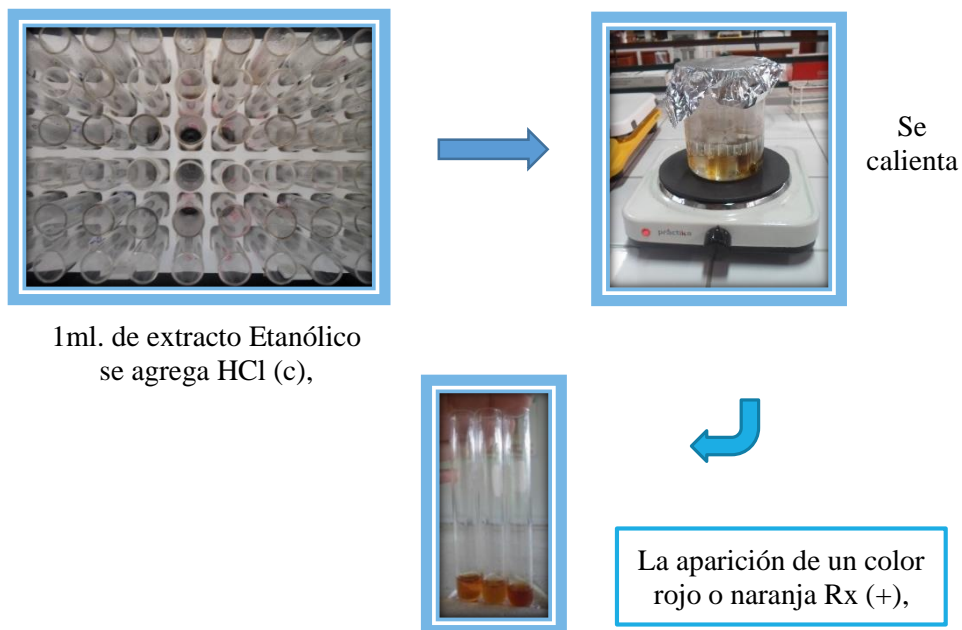 Se
calienta
1ml. de extracto Etanólico
se agrega HCl (c),
La aparición de un color
rojo o naranja Rx (+),